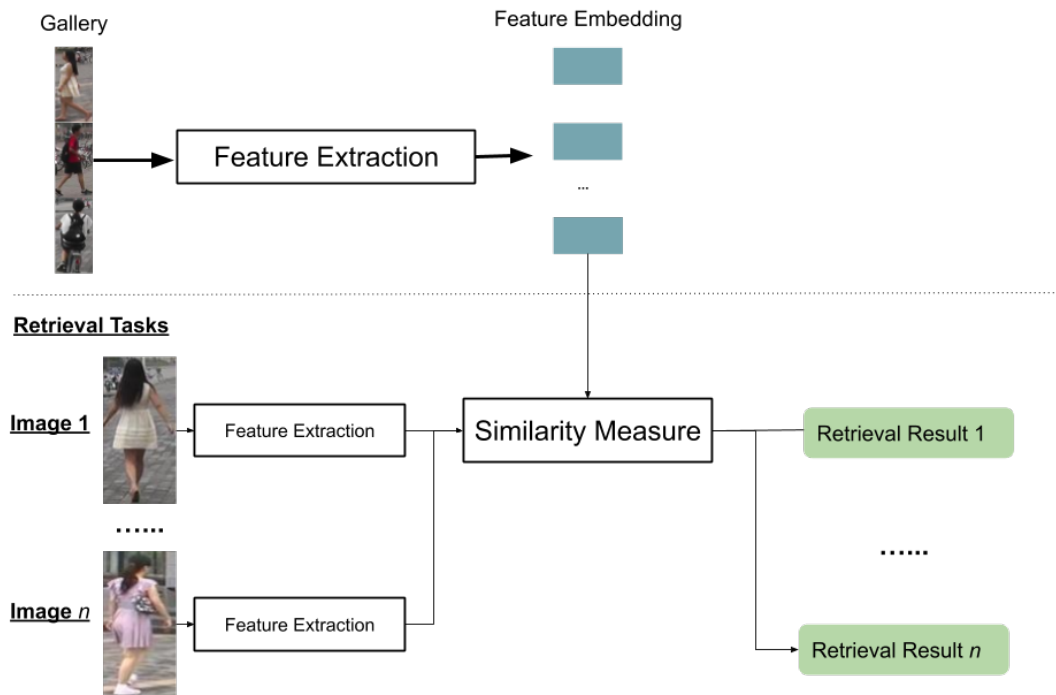 Gallery
Feature Embedding
Feature Extraction
...
Retrieval Tasks
Image 1
Feature Extraction
Similarity Measure
Retrieval Result 1
......
......
Image n
Feature Extraction
Retrieval Result n